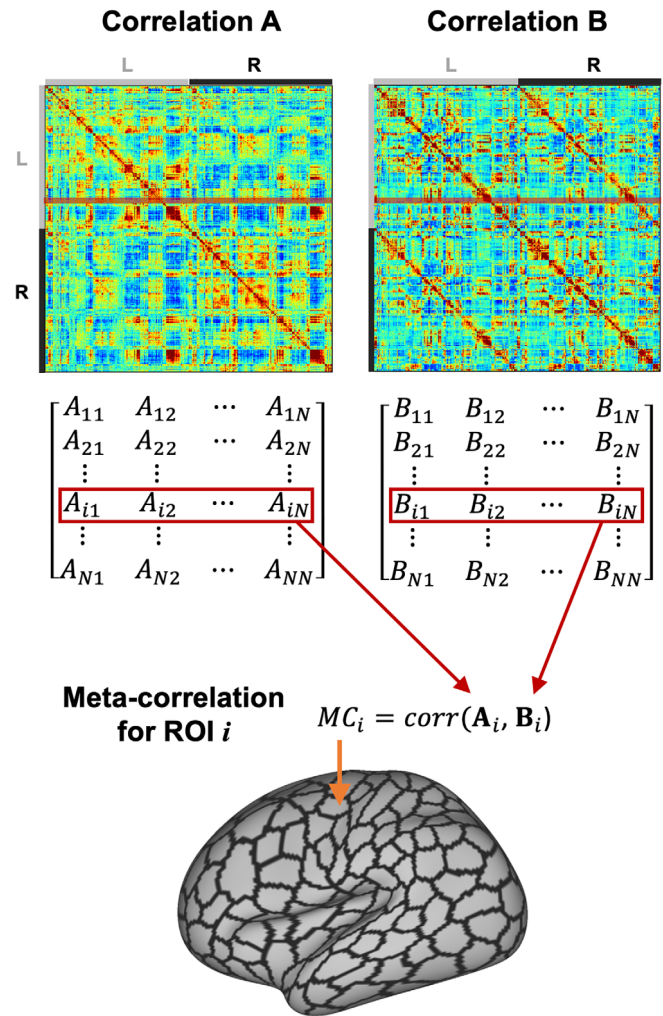 Correlation A
Correlation B
L R
L R
L
R
A11 A12 ⋯ A1N
A21 A22 ⋯ A2N
⋮ ⋮ ⋮
Ai1 Ai2 ⋯ AiN
⋮ ⋮ ⋮
AN1 AN2 ⋯ ANN
B11 B12 ⋯ B1N
B21 B22 ⋯ B2N
⋮ ⋮ ⋮
Bi1 Bi2 ⋯ BiN
⋮ ⋮ ⋮
BN1 BN2 ⋯ BNN
Meta-correlation
for ROI i
MCi = corr(Ai, Bi)